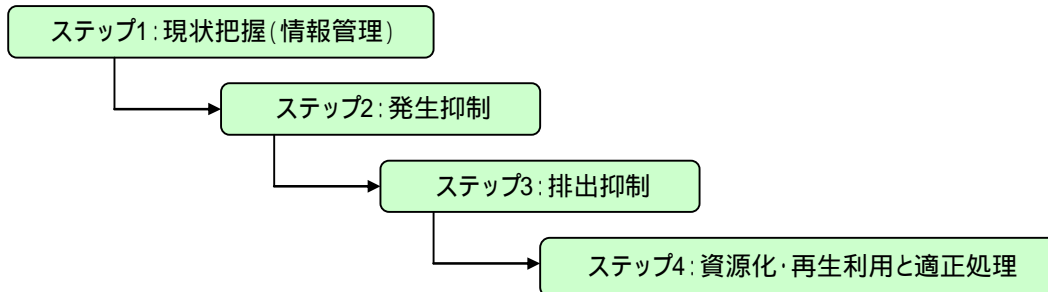 ステップ1:現状把握(情報管理)
ステップ2:発生抑制
ステップ3:排出抑制
ステップ4:資源化・再生利用と適正処理